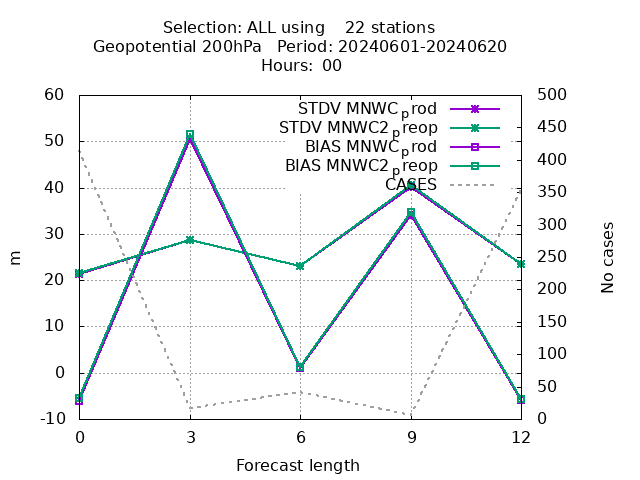 Selection: ALL using    22 stations
Geopotential 200hPa   Period: 20240601-20240620
Hours: 00
STDV MNWC_prod
STDV MNWC2_preop
BIAS MNWC_prod
BIAS MNWC2_preop
CASES
60
50
40
30
20
10
0
-10
m
500
450
400
350
300
250
200
150
100
50
0
No cases
0 3 6 9 12
Forecast length